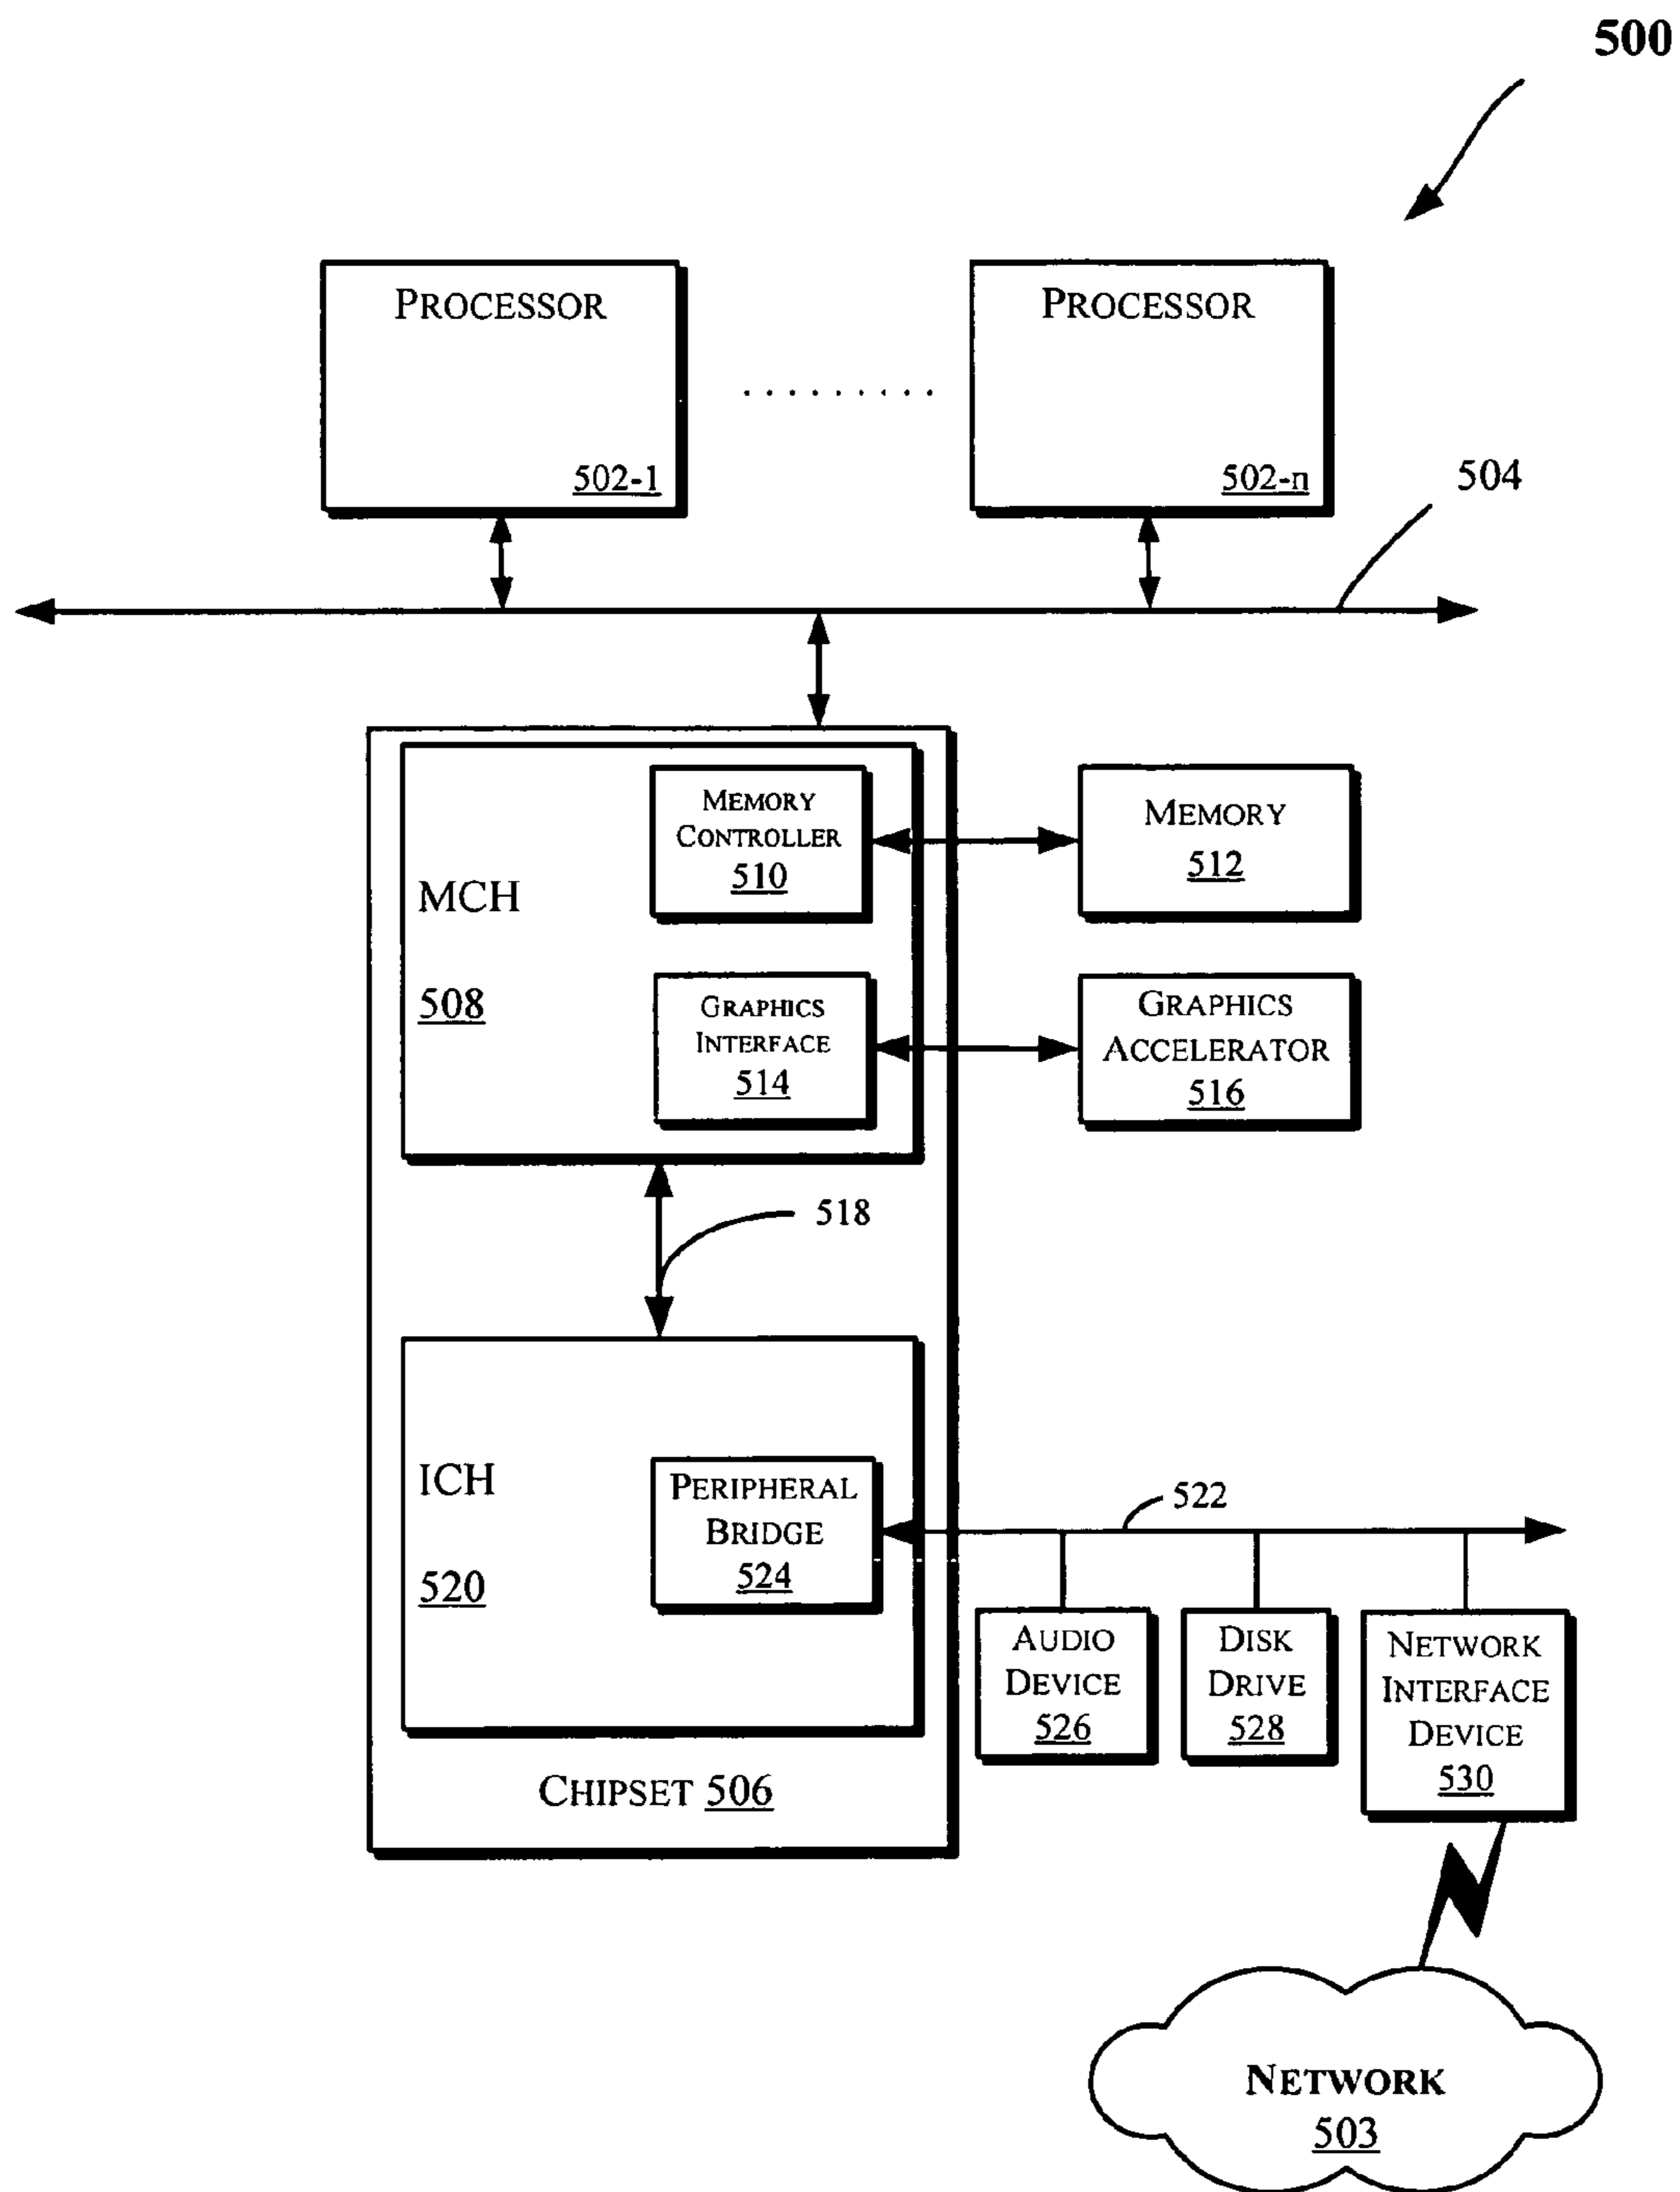 500
PROCESSOR
502-1
PROCESSOR
502-n
504
MCH
508
MEMORY
CONTROLLER
510
MEMORY
512
GRAPHICS
INTERFACE
514
GRAPHICS
ACCELERATOR
516
518
ICH
520
PERIPHERAL
BRIDGE
524
522
AUDIO
DEVICE
526
DISK
DRIVE
528
NETWORK
INTERFACE
DEVICE
530
CHIPSET 506
NETWORK
503